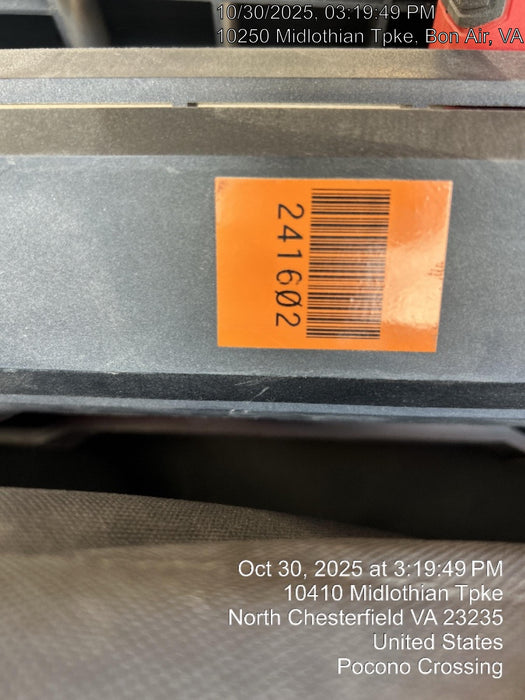 10/30/2025, 03:19:49 PM
10250 Midlothian Tpke, Bon Air, VA
241602
Oct 30, 2025 at 3:19:49 PM
10410 Midlothian Tpke
North Chesterfield VA 23235
United States
Pocono Crossing